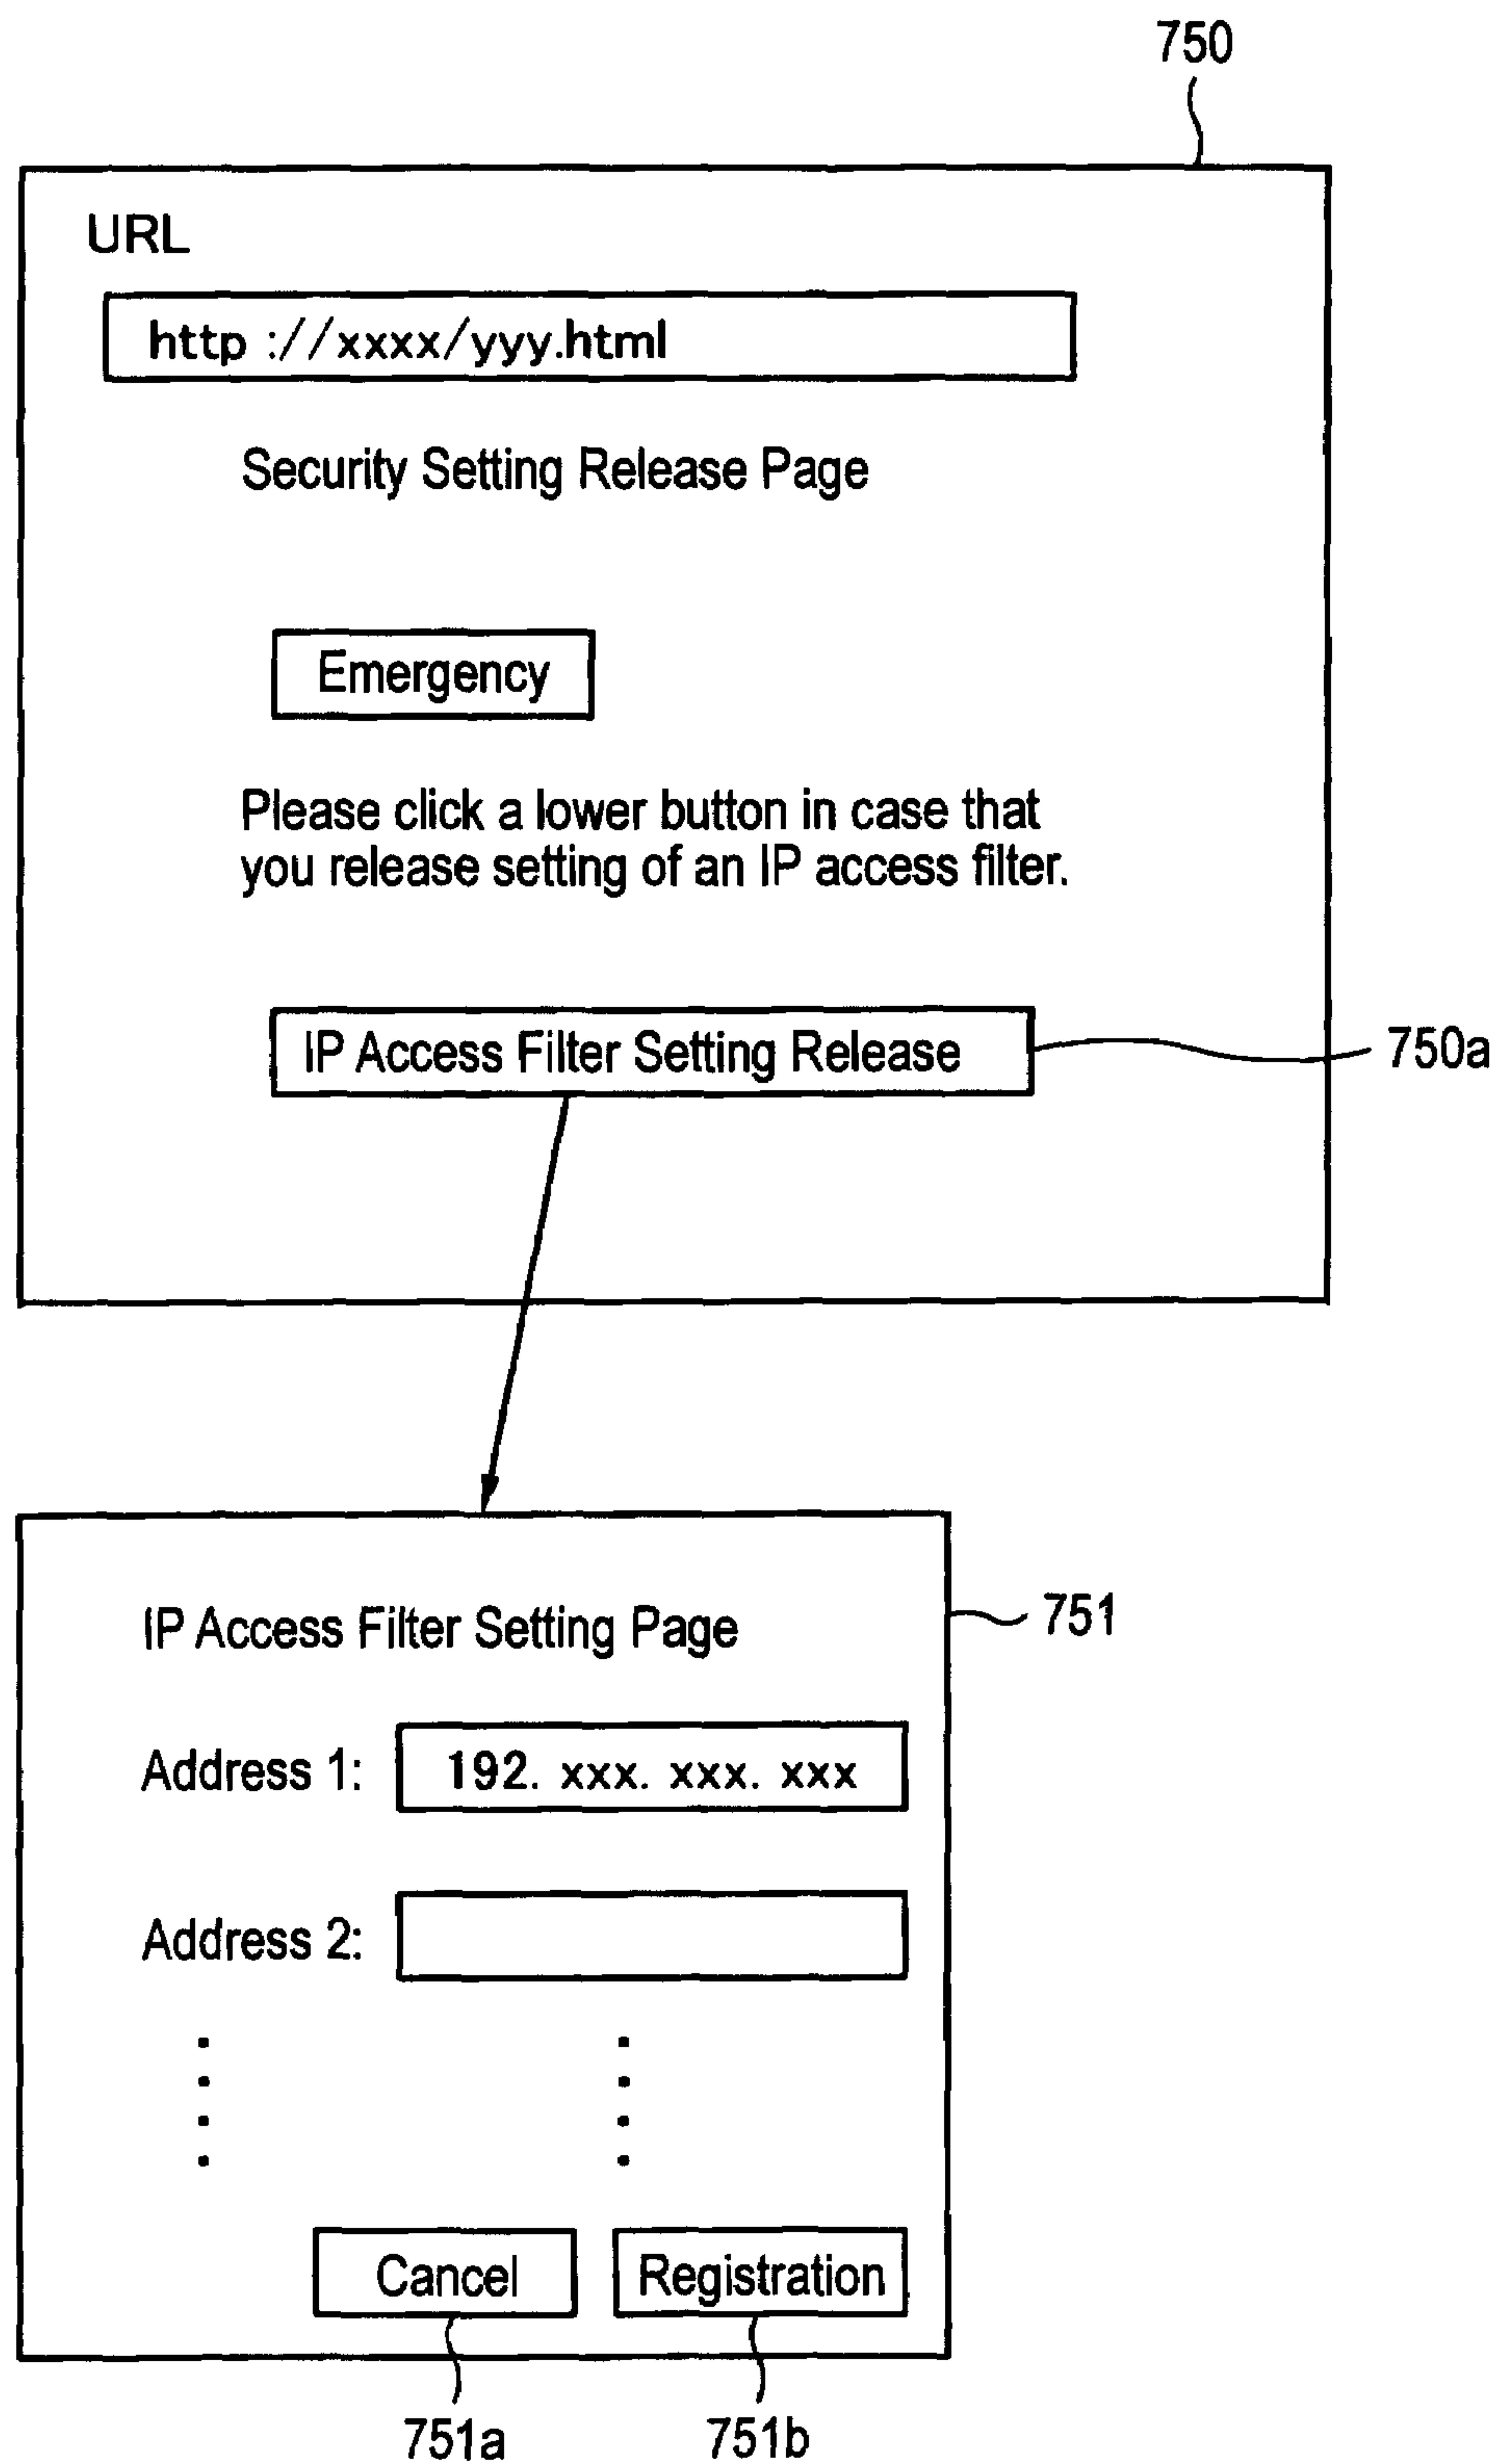 750
URL
http ://xxxx/yyy.html
Security Setting Release Page
Emergency
Please click a lower button in case that
you release setting of an IP access filter.
IP Access Filter Setting Release
750a
IP Access Filter Setting Page
751
Address 1: 192. xxx. xxx. xxx
Address 2:
Cancel Registration
751a 751b